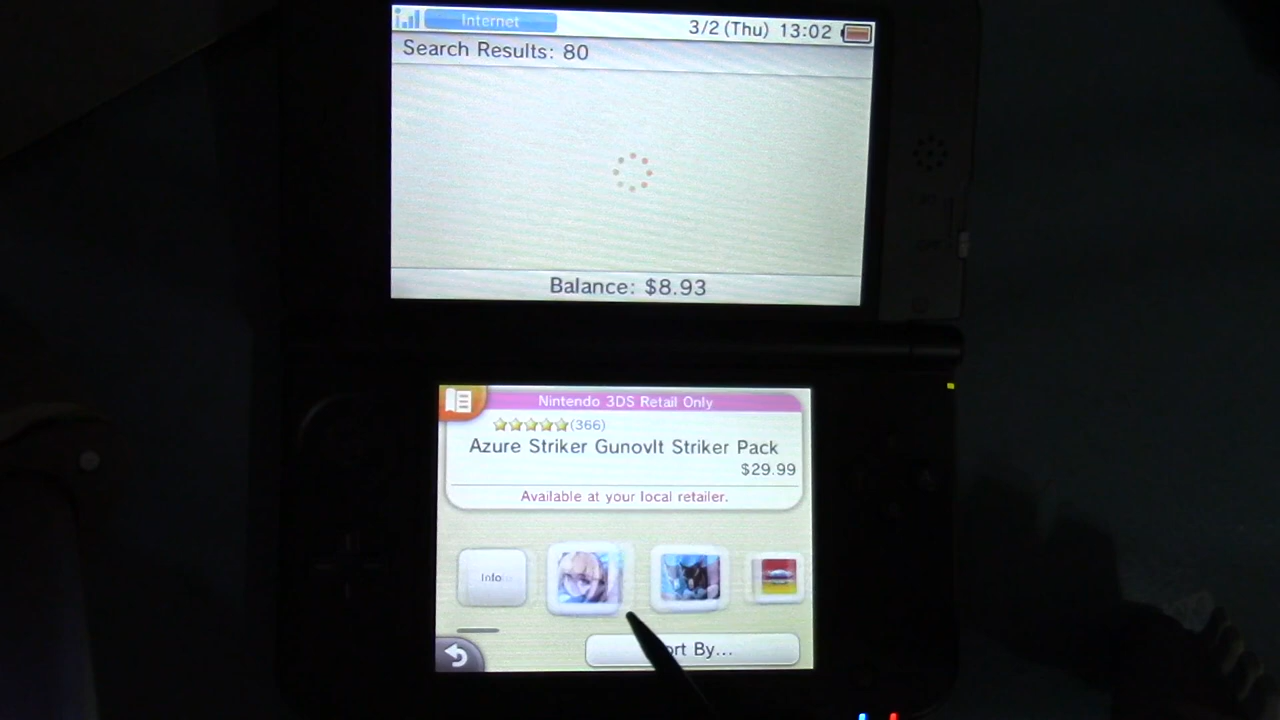 Internet
3/2 (Thu) 13:02
Search Results: 80
Balance: $8.93
Nintendo 3DS Retail Only
(366)
Azure Striker Gunovlt Striker Pack
$29.99
Available at your local retailer.
Info
ort By...